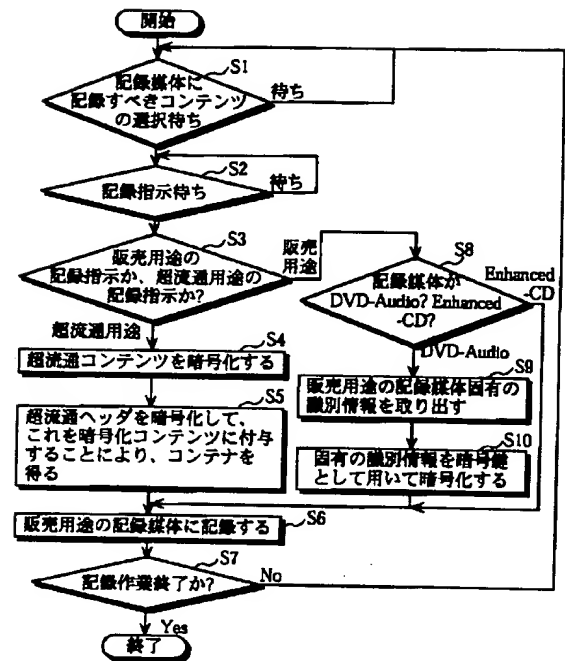 開始
S1
記録媒体に
記録すべきコンテンツ
の選択待ち
待ち
S2
記録指示待ち
待ち
S3
販売用途の
記録指示か、超流通用途の
記録指示か?
販売
用途
超流通用途
S4
超流通コンテンツを暗号化する
S5
超流通ヘッダを暗号化して、
これを暗号化コンテンツに付与
することにより、コンテナを
得る
S8
記録媒体が
DVD-Audio? Enhanced
-CD?
Enhanced
-CD
DVD-Audio
S9
販売用途の記録媒体固有の
識別情報を取り出す
S10
固有の識別情報を暗号鍵
として用いて暗号化する
S6
販売用途の記録媒体に記録する
S7
記録作業終了か?
No
Yes
終了